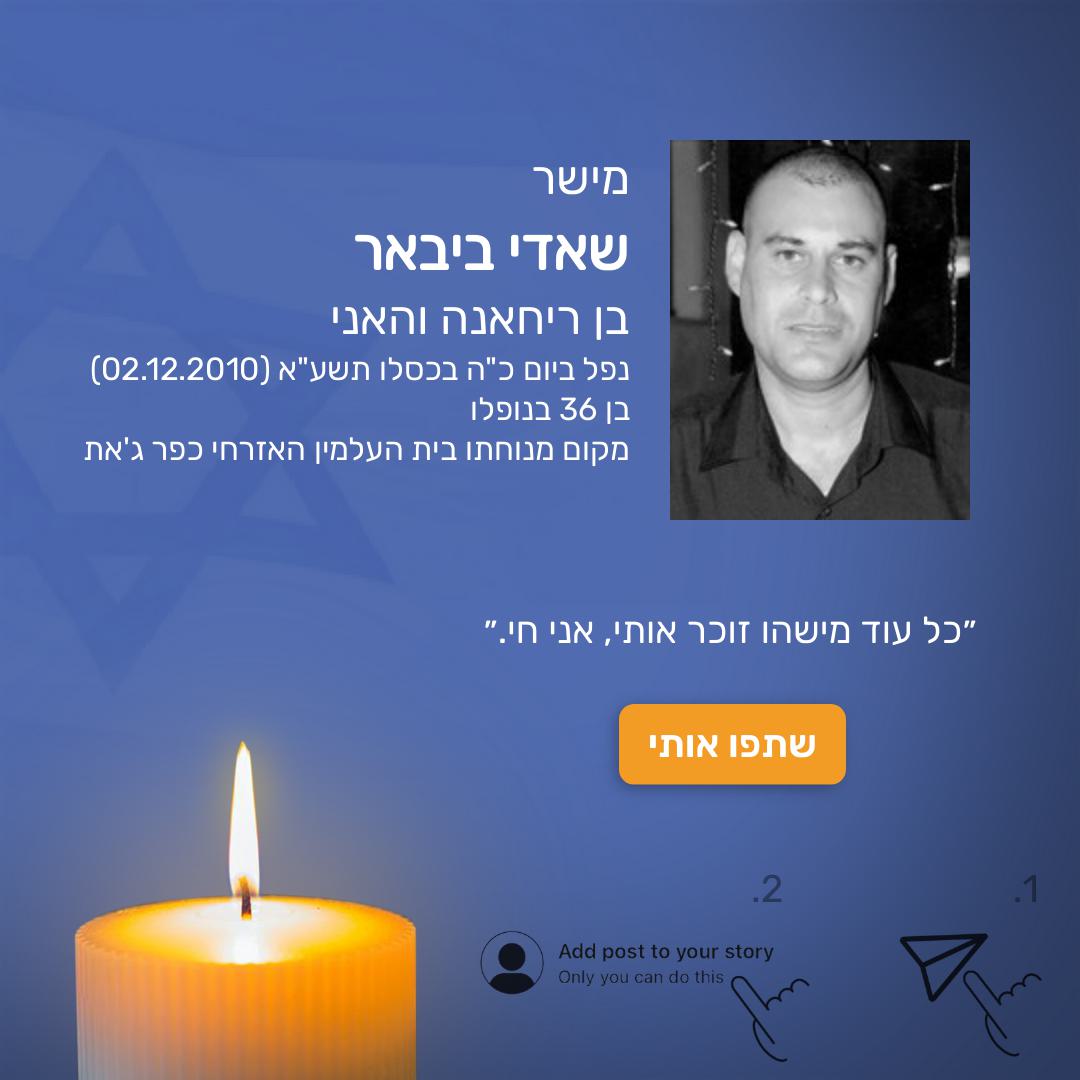 מישר
שאדי ביבאר
בן ריחאנה והאני
נפל ביום כ"ה בכסלו תשע"א (02.12.2010)
בן 36 בנופלו
מקום מנוחתו בית העלמין האזרחי כפר ג'את
״כל עוד מישהו זוכר אותי, אני חי.״
שתפו אותי
1.
2.
Add post to your story
Only you can do this